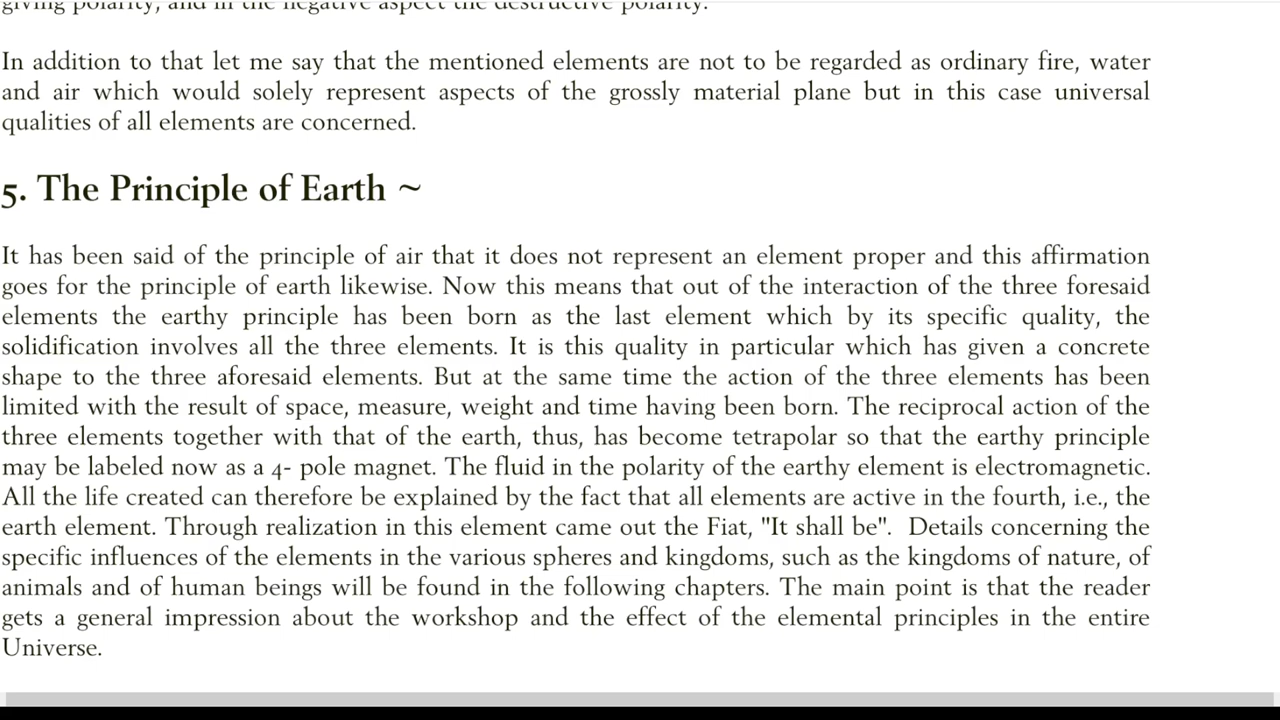 giving polarity, and in the negative aspect the destructive polarity.
In addition to that let me say that the mentioned elements are not to be regarded as ordinary fire, water
and air which would solely represent aspects of the grossly material plane but in this case universal
qualities of all elements are concerned.
5. The Principle of Earth ~
It has been said of the principle of air that it does not represent an element proper and this affirmation
goes for the principle of earth likewise. Now this means that out of the interaction of the three foresaid
elements the earthy principle has been born as the last element which by its specific quality, the
solidification involves all the three elements. It is this quality in particular which has given a concrete
shape to the three aforesaid elements. But at the same time the action of the three elements has been
limited with the result of space, measure, weight and time having been born. The reciprocal action of the
three elements together with that of the earth, thus, has become tetrapolar so that the earthy principle
may be labeled now as a 4- pole magnet. The fluid in the polarity of the earthy element is electromagnetic.
All the life created can therefore be explained by the fact that all elements are active in the fourth, i.e., the
earth element. Through realization in this element came out the Fiat, "It shall be".  Details concerning the
specific influences of the elements in the various spheres and kingdoms, such as the kingdoms of nature, of
animals and of human beings will be found in the following chapters. The main point is that the reader
gets a general impression about the workshop and the effect of the elemental principles in the entire
Universe.